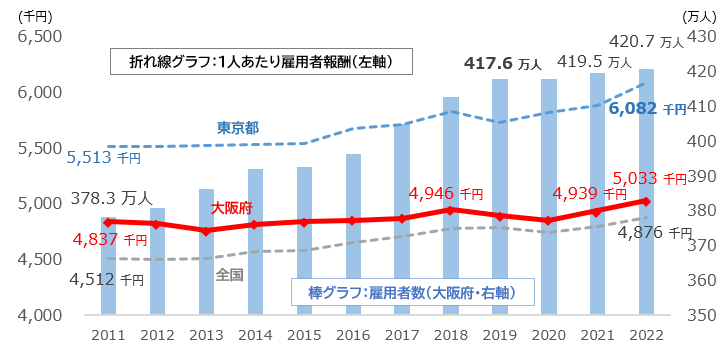 (千円)
(万人)
6,500
6,000
5,500
5,000
4,500
4,000
430
420
410
400
390
380
370
360
350
折れ線グラフ:1人あたり雇用者報酬(左軸)
417.6 万人
419.5 万人
420.7 万人
東京都
5,513 千円
6,082 千円
378.3 万人
大阪府
4,837 千円
4,946 千円
4,939 千円
5,033 千円
全国
4,512 千円
4,876 千円
棒グラフ:雇用者数(大阪府・右軸)
2011 2012 2013 2014 2015 2016 2017 2018 2019 2020 2021 2022